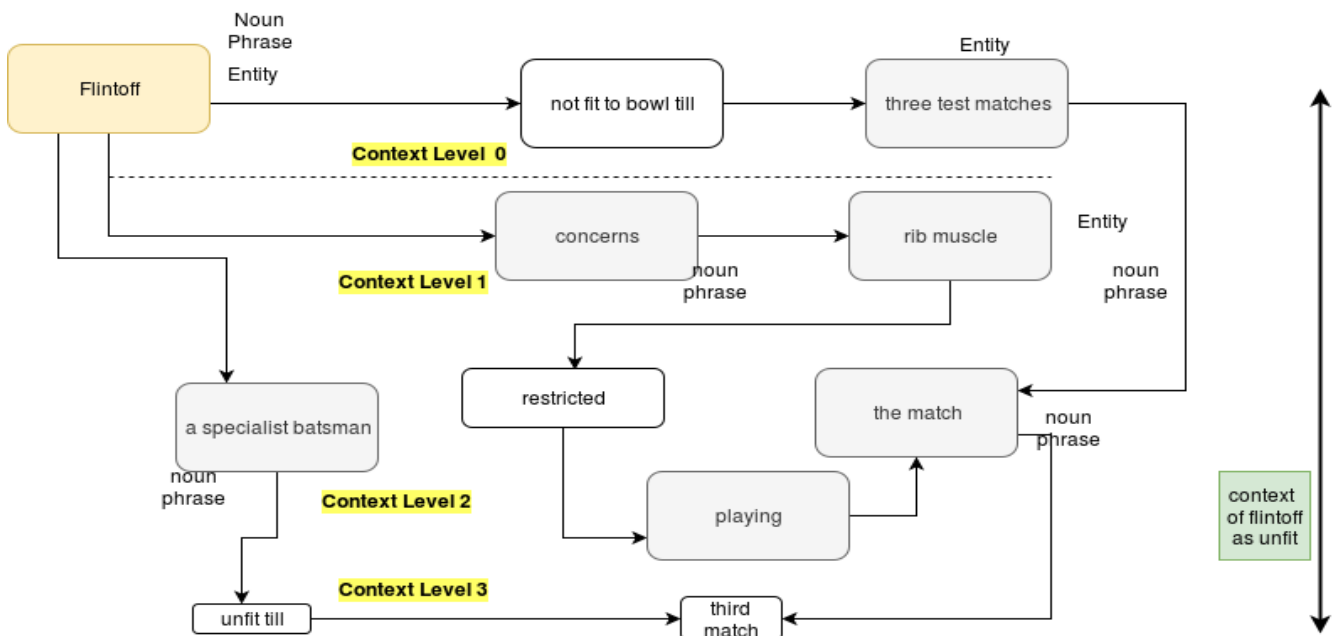 Noun
Phrase
Entity
Flintoff
Entity
not fit to bowl till
three test matches
Context Level 0
concerns
rib muscle
Entity
noun
phrase
noun
phrase
Context Level 1
restricted
the match
a specialist batsman
noun
phrase
noun
phrase
Context Level 2
playing
context
of flintoff
as unfit
Context Level 3
unfit till
third
match